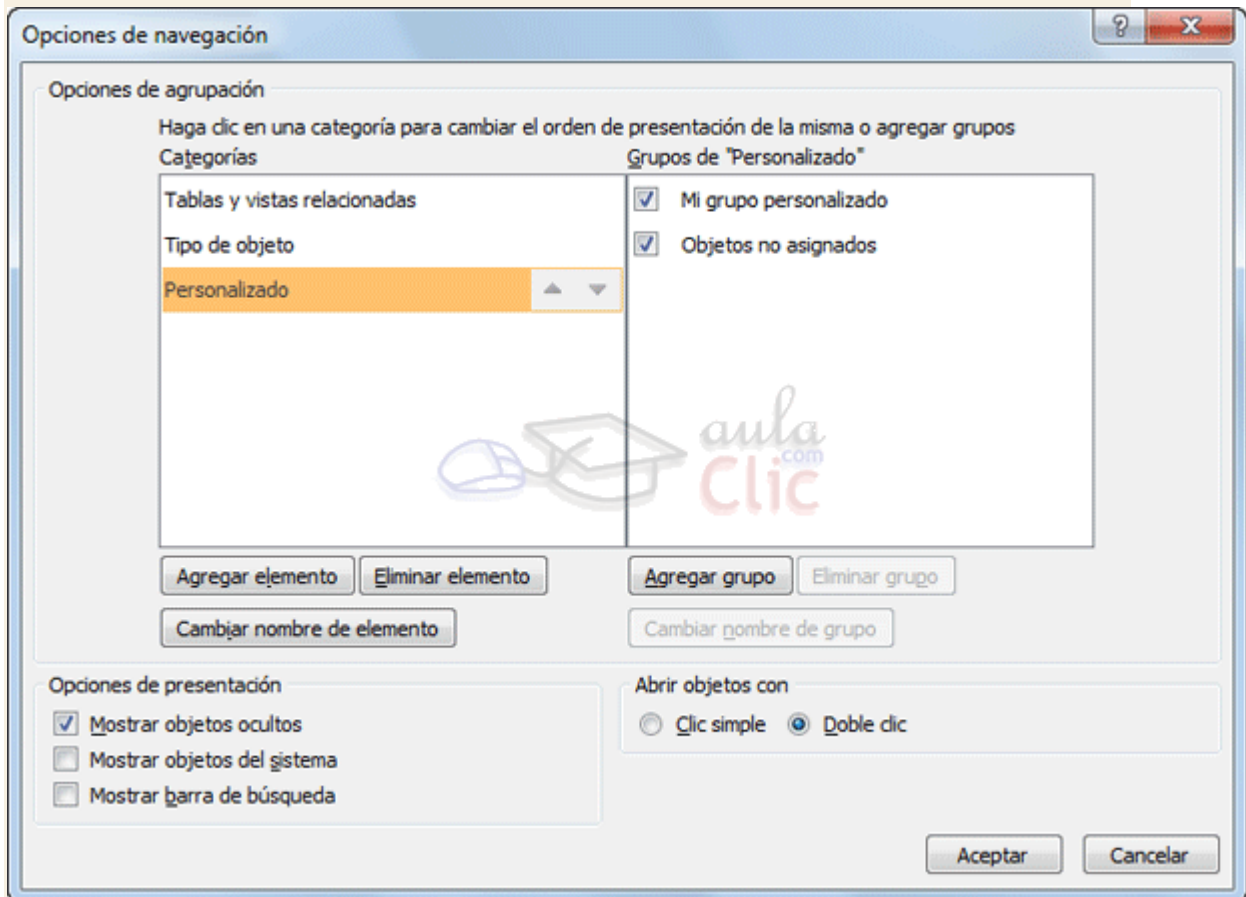 Opciones de navegación
Opciones de agrupación
Haga clic en una categoría para cambiar el orden de presentación de la misma o agregar grupos
Categorías
Grupos de "Personalizado"
Tablas y vistas relacionadas
Mi grupo personalizado
Tipo de objeto
Objetos no asignados
Personalizado
aula
.com
Clic
Agregar elemento
Eliminar elemento
Agregar grupo
Eliminar grupo
Cambiar nombre de elemento
Cambiar nombre de grupo
Opciones de presentación
Abrir objetos con
Mostrar objetos ocultos
Clic simple
Doble clic
Mostrar objetos del sistema
Mostrar barra de búsqueda
Aceptar
Cancelar